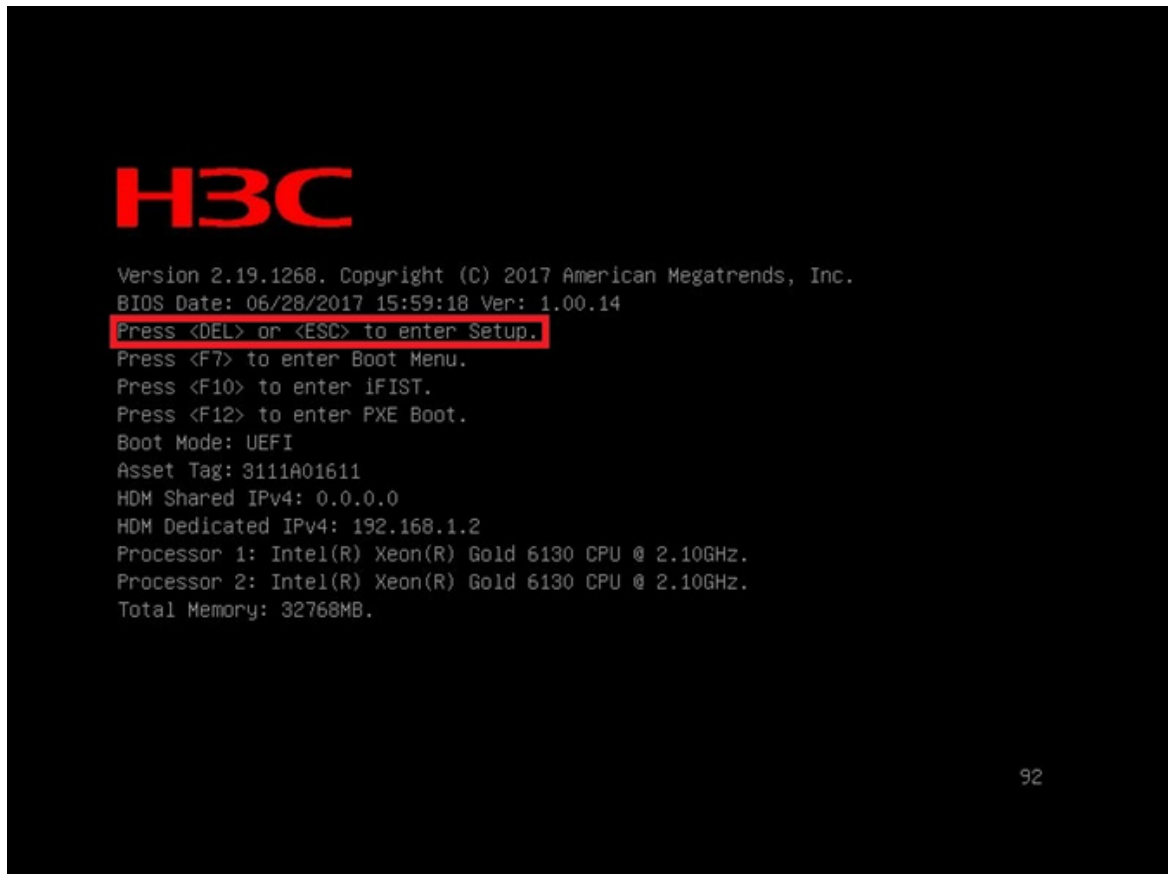 H3C
Version 2.19.1268. Copyright (C) 2017 American Megatrends, Inc.
BIOS Date: 06/28/2017 15:59:18 Ver: 1.00.14
Press <DEL> or <ESC> to enter Setup.
Press <F7> to enter Boot Menu.
Press <F10> to enter iFIST.
Press <F12> to enter PXE Boot.
Boot Mode: UEFI
Asset Tag: 3111A01611
HDM Shared IPv4: 0.0.0.0
HDM Dedicated IPv4: 192.168.1.2
Processor 1: Intel(R) Xeon(R) Gold 6130 CPU @ 2.10GHz.
Processor 2: Intel(R) Xeon(R) Gold 6130 CPU @ 2.10GHz.
Total Memory: 32768MB.
92